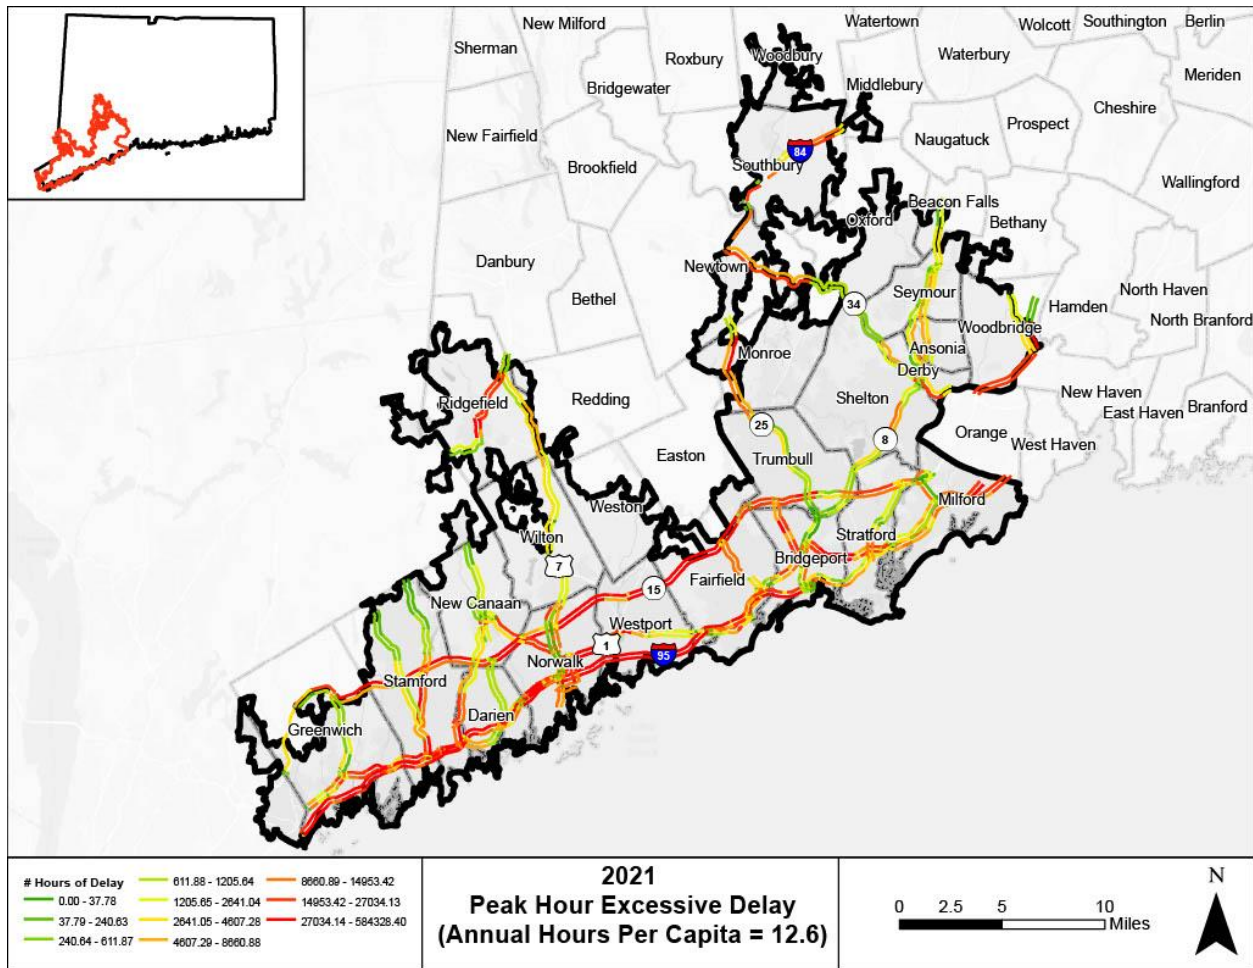 New Milford
Watertown
Wolcott
Southington
Berlin
Sherman
Roxbury
Woodbury
Waterbury
Meriden
Bridgewater
Middlebury
Cheshire
New Fairfield
Prospect
Naugatuck
Brookfield
84
Southbury
Wallingford
Beacon Falls
Oxford
Bethany
Danbury
Newtown
Bethel
Seymour
North Haven
34
Hamden
Woodbridge
North Branford
Monroe
Ansonia
Derby
Ridgefield
Redding
Shelton
New Haven
East Haven
Branford
25
8
Orange
West Haven
Trumbull
Easton
Weston
Milford
Wilton
Stratford
7
Bridgeport
Fairfield
15
New Canaan
Westport
1
95
Norwalk
Stamford
Darien
Greenwich
# Hours of Delay
0.00 - 37.78
37.79 - 240.63
240.64 - 611.87
611.88 - 1205.64
1205.65 - 2641.04
2641.05 - 4607.28
4607.29 - 8660.88
8660.89 - 14953.42
14953.42 - 27034.13
27034.14 - 584328.40
2021
Peak Hour Excessive Delay
(Annual Hours Per Capita = 12.6)
0 2.5 5 10
Miles
N